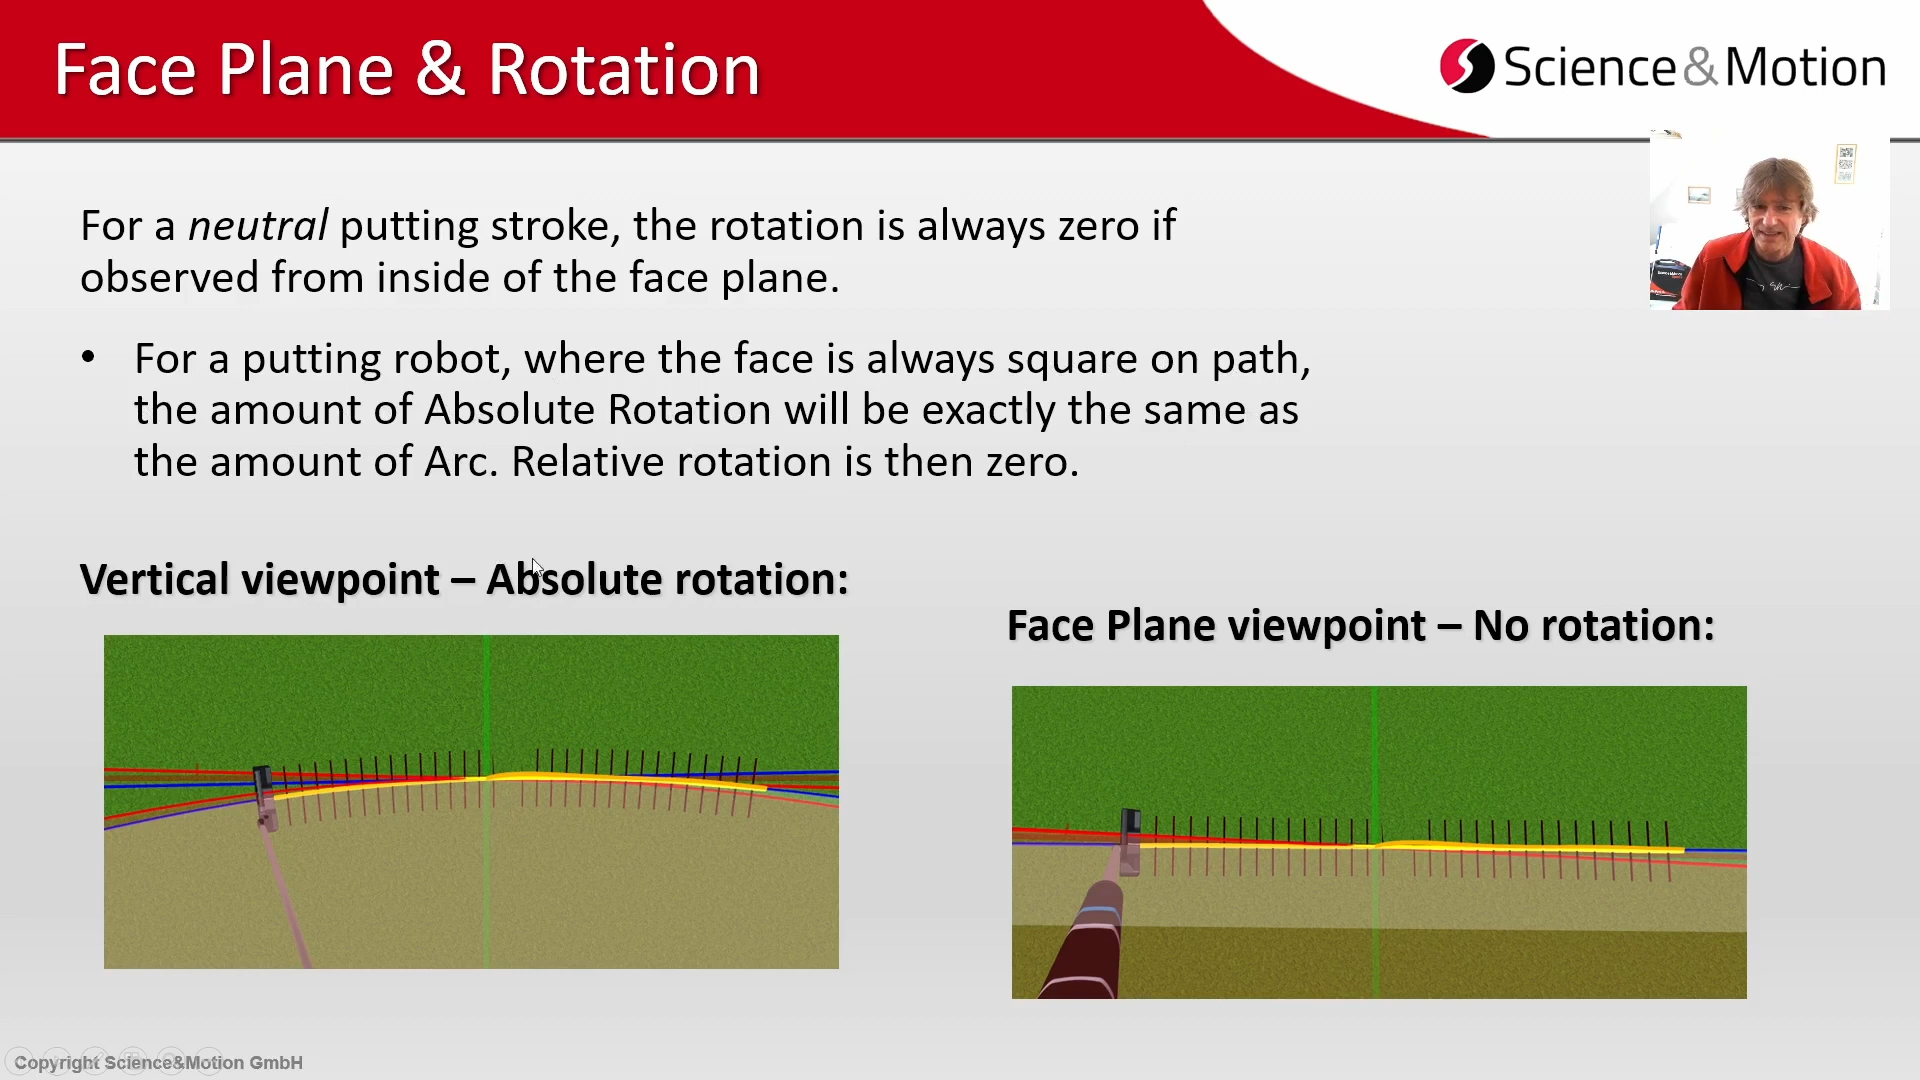 Face Plane & Rotation
Science&Motion
For a neutral putting stroke, the rotation is always zero if
observed from inside of the face plane.
• For a putting robot, where the face is always square on path,
the amount of Absolute Rotation will be exactly the same as
the amount of Arc. Relative rotation is then zero.
Vertical viewpoint – Absolute rotation:
Face Plane viewpoint – No rotation:
Copyright Science&Motion GmbH